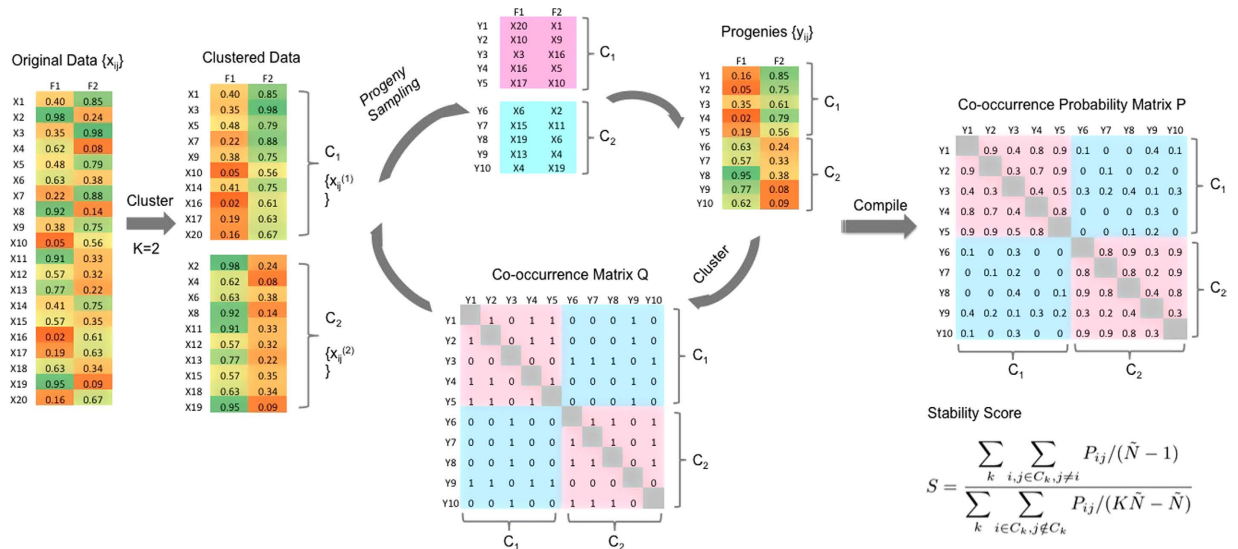 Original Data {x_ij}
F1 F2
X1 0.40 0.85
X2 0.98 0.24
X3 0.35 0.98
X4 0.62 0.08
X5 0.48 0.79
X6 0.63 0.38
X7 0.22 0.88
X8 0.92 0.14
X9 0.38 0.75
X10 0.05 0.56
X11 0.91 0.33
X12 0.57 0.32
X13 0.77 0.22
X14 0.41 0.75
X15 0.57 0.35
X16 0.02 0.61
X17 0.19 0.63
X18 0.63 0.34
X19 0.95 0.09
X20 0.16 0.67
Cluster
K=2
Clustered Data
F1 F2
X1 0.40 0.85
X3 0.35 0.98
X5 0.48 0.79
X7 0.22 0.88
X9 0.38 0.75
X10 0.05 0.56
X14 0.41 0.75
X16 0.02 0.61
X17 0.19 0.63
X20 0.16 0.67
C1
{x_ij^(1)
}
X2 0.98 0.24
X4 0.62 0.08
X6 0.63 0.38
X8 0.92 0.14
X11 0.91 0.33
X12 0.57 0.32
X13 0.77 0.22
X15 0.57 0.35
X18 0.63 0.34
X19 0.95 0.09
C2
{x_ij^(2)
}
Progeny
Sampling
F1 F2
Y1 X20 X1
Y2 X10 X9
Y3 X3 X16
Y4 X16 X5
Y5 X17 X10
C1
Y6 X6 X2
Y7 X15 X11
Y8 X19 X6
Y9 X13 X4
Y10 X4 X19
C2
Progenies {y_ij}
F1 F2
Y1 0.16 0.85
Y2 0.05 0.75
Y3 0.35 0.61
Y4 0.02 0.79
Y5 0.19 0.56
Y6 0.63 0.24
Y7 0.57 0.33
Y8 0.95 0.38
Y9 0.77 0.08
Y10 0.62 0.09
C1
C2
Cluster
Co-occurrence Matrix Q
Y1 Y2 Y3 Y4 Y5 Y6 Y7 Y8 Y9 Y10
Y1 1 0 1 1 0 0 0 1 0
Y2 1 0 1 1 0 0 0 1 0
Y3 0 0 0 0 1 1 1 0 1
Y4 1 1 0 1 0 0 0 1 0
Y5 1 1 0 1 0 0 0 1 0
Y6 0 0 1 0 0 1 1 0 1
Y7 0 0 1 0 0 1 1 0 1
Y8 0 0 1 0 0 1 1 0 1
Y9 1 1 0 1 1 0 0 0 0
Y10 0 0 1 0 0 1 1 1 0
C1
C2
C1 C2
Compile
Co-occurrence Probability Matrix P
Y1 Y2 Y3 Y4 Y5 Y6 Y7 Y8 Y9 Y10
Y1 0.9 0.4 0.8 0.9 0.1 0 0 0.4 0.1
Y2 0.9 0.3 0.7 0.9 0 0.1 0 0.2 0
Y3 0.4 0.3 0.4 0.5 0.3 0.2 0.4 0.1 0.3
Y4 0.8 0.7 0.4 0.8 0 0 0 0.3 0
Y5 0.9 0.9 0.5 0.8 0 0 0.1 0.2 0
Y6 0.1 0 0.3 0 0 0.8 0.9 0.3 0.9
Y7 0 0.1 0.2 0 0 0.8 0.8 0.2 0.9
Y8 0 0 0.4 0 0.1 0.9 0.8 0.4 0.8
Y9 0.4 0.2 0.1 0.3 0.2 0.3 0.2 0.4 0.3
Y10 0.1 0 0.3 0 0 0.9 0.9 0.8 0.3
C1
C2
C1 C2
Stability Score
S = ∑_k ∑_{i,j∈C_k,j≠i} P_ij/(Ñ − 1)
∑_k ∑_{i∈C_k,j∉C_k} P_ij/(KÑ − Ñ)